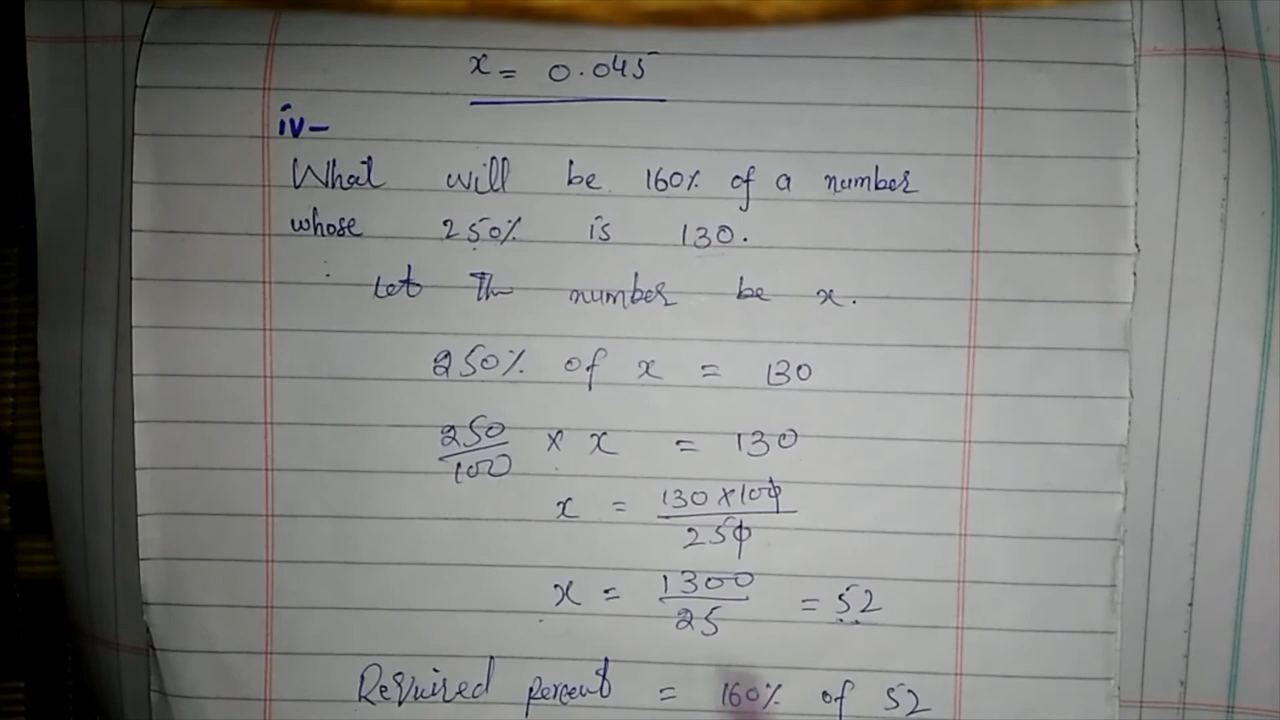 x = 0.045
iv-
What will be 160% of a number
whose 250% is 130.
Let The number be x.
250% of x = 130
250/100 × x = 130
x = 130×100/250
x = 1300/25 = 52
Required percent = 160% of 52